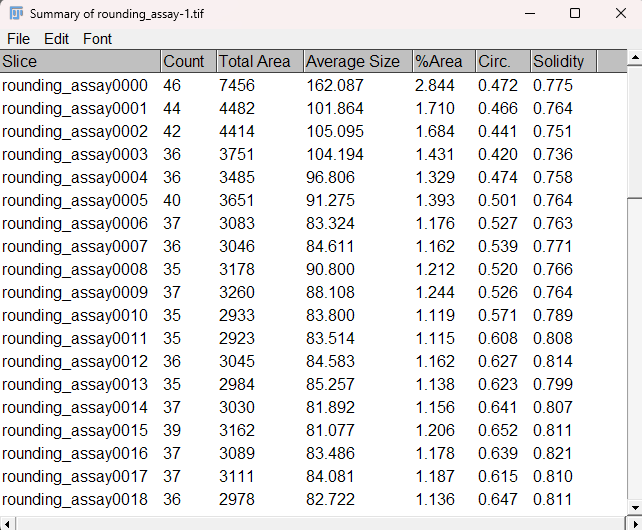 Summary of rounding_assay-1.tif
File Edit Font
Slice Count Total Area Average Size %Area Circ. Solidity
rounding_assay0000 46 7456 162.087 2.844 0.472 0.775
rounding_assay0001 44 4482 101.864 1.710 0.466 0.764
rounding_assay0002 42 4414 105.095 1.684 0.441 0.751
rounding_assay0003 36 3751 104.194 1.431 0.420 0.736
rounding_assay0004 36 3485 96.806 1.329 0.474 0.758
rounding_assay0005 40 3651 91.275 1.393 0.501 0.764
rounding_assay0006 37 3083 83.324 1.176 0.527 0.763
rounding_assay0007 36 3046 84.611 1.162 0.539 0.771
rounding_assay0008 35 3178 90.800 1.212 0.520 0.766
rounding_assay0009 37 3260 88.108 1.244 0.526 0.764
rounding_assay0010 35 2933 83.800 1.119 0.571 0.789
rounding_assay0011 35 2923 83.514 1.115 0.608 0.808
rounding_assay0012 36 3045 84.583 1.162 0.627 0.814
rounding_assay0013 35 2984 85.257 1.138 0.623 0.799
rounding_assay0014 37 3030 81.892 1.156 0.641 0.807
rounding_assay0015 39 3162 81.077 1.206 0.652 0.811
rounding_assay0016 37 3089 83.486 1.178 0.639 0.821
rounding_assay0017 37 3111 84.081 1.187 0.615 0.810
rounding_assay0018 36 2978 82.722 1.136 0.647 0.811